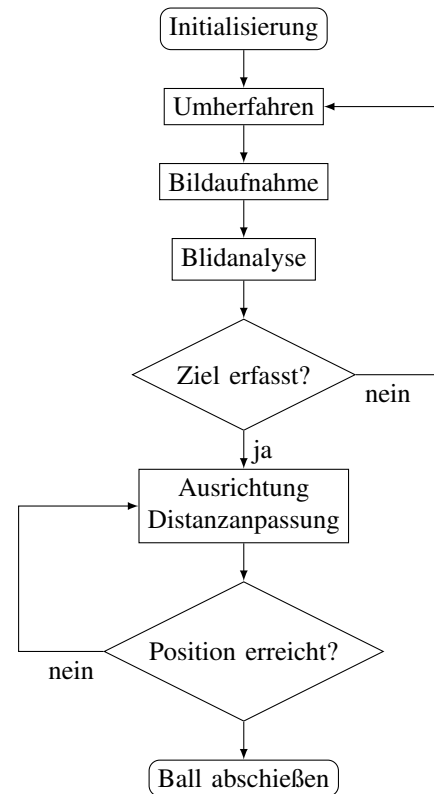 Initialisierung
Umherfahren
Bildaufnahme
Blidanalyse
Ziel erfasst?
nein
ja
Ausrichtung
Distanzanpassung
Position erreicht?
nein
Ball abschießen